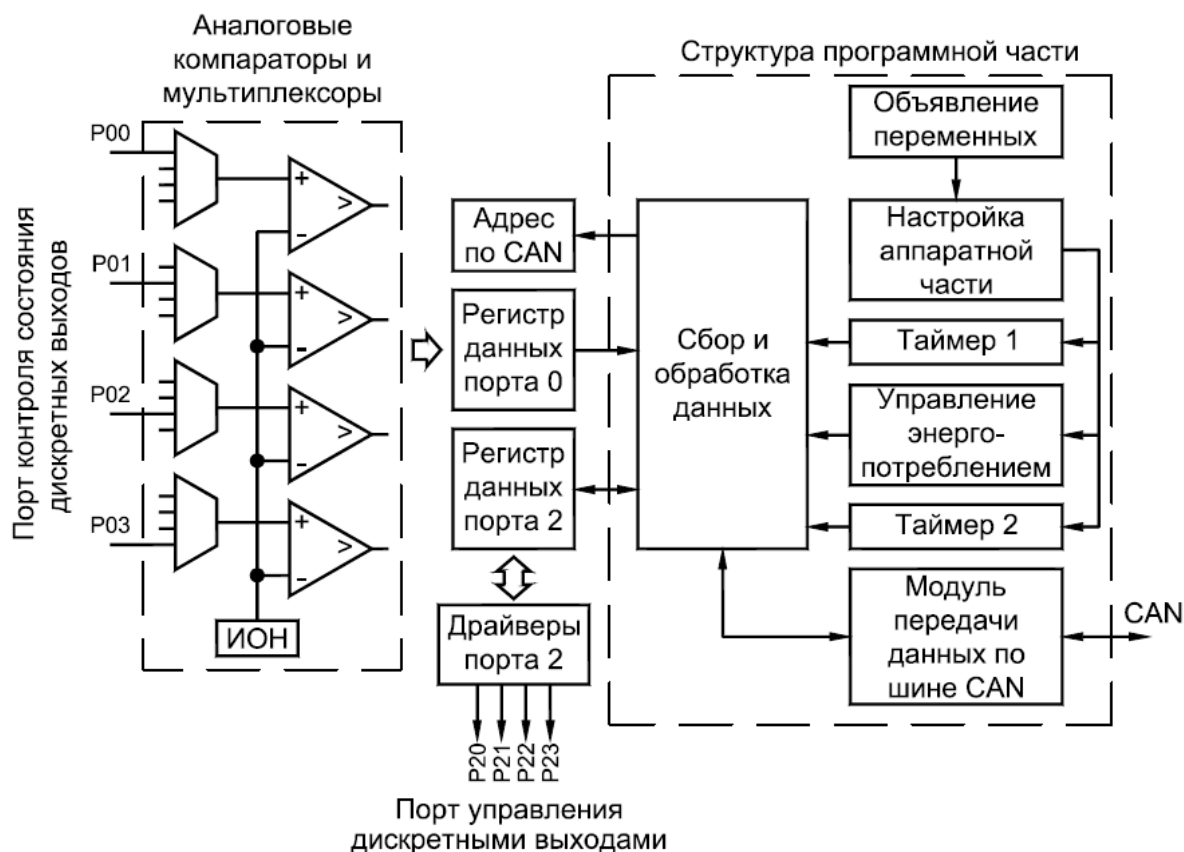 Аналоговые
компараторы и
мультиплексоры
Структура программной части
P00
P01
P02
P03
Порт контроля состояния
дискретных выходов
+
-
>
+
-
>
+
-
>
+
-
>
ИОН
Адрес
по CAN
Регистр
данных
порта 0
Регистр
данных
порта 2
Драйверы
порта 2
P20
P21
P22
P23
Порт управления
дискретными выходами
Сбор и
обработка
данных
Объявление
переменных
Настройка
аппаратной
части
Таймер 1
Управление
энерго-
потреблением
Таймер 2
Модуль
передачи
данных по
шине CAN
CAN